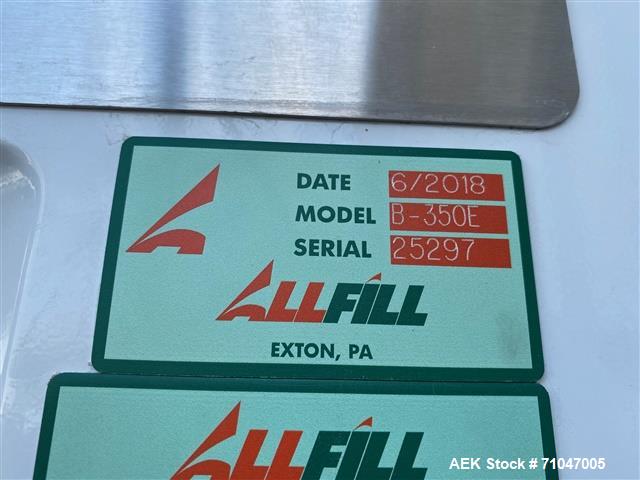 DATE 6/2018
MODEL B-350E
SERIAL 25297
ALLFILL
EXTON, PA
ALLFILL
AEK Stock # 71047005